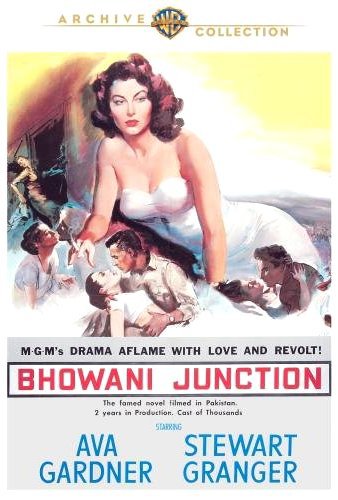 ARCHIVE WB COLLECTION
M-G-M's DRAMA AFLAME WITH LOVE AND REVOLT!
BHOWANI JUNCTION
The famed novel filmed in Pakistan.
2 years in Production. Cast of Thousands
STARRING
AVA STEWART
GARDNER GRANGER